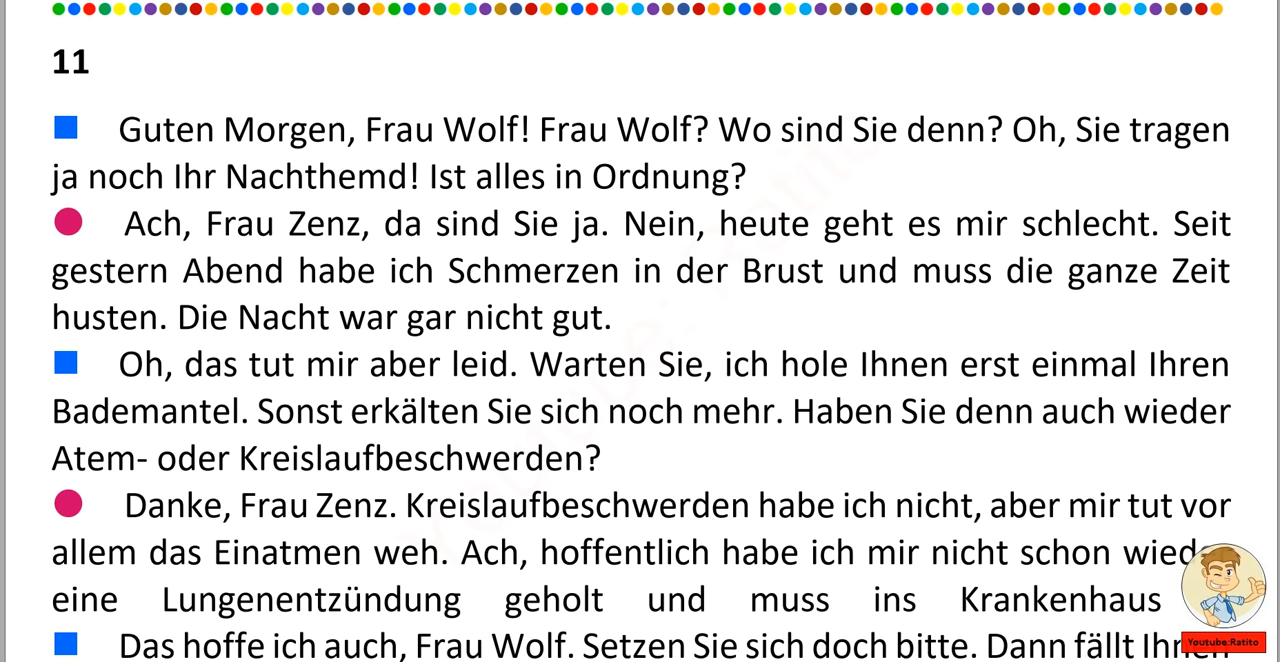 11
Guten Morgen, Frau Wolf! Frau Wolf? Wo sind Sie denn? Oh, Sie tragen
ja noch Ihr Nachthemd! Ist alles in Ordnung?
Ach, Frau Zenz, da sind Sie ja. Nein, heute geht es mir schlecht. Seit
gestern Abend habe ich Schmerzen in der Brust und muss die ganze Zeit
husten. Die Nacht war gar nicht gut.
Oh, das tut mir aber leid. Warten Sie, ich hole Ihnen erst einmal Ihren
Bademantel. Sonst erkälten Sie sich noch mehr. Haben Sie denn auch wieder
Atem- oder Kreislaufbeschwerden?
Danke, Frau Zenz. Kreislaufbeschwerden habe ich nicht, aber mir tut vor
allem das Einatmen weh. Ach, hoffentlich habe ich mir nicht schon
eine Lungenentzündung geholt und muss ins Krankenhaus
Das hoffe ich auch, Frau Wolf. Setzen Sie sich doch bitte. Dann fällt
Youtube:Ratito